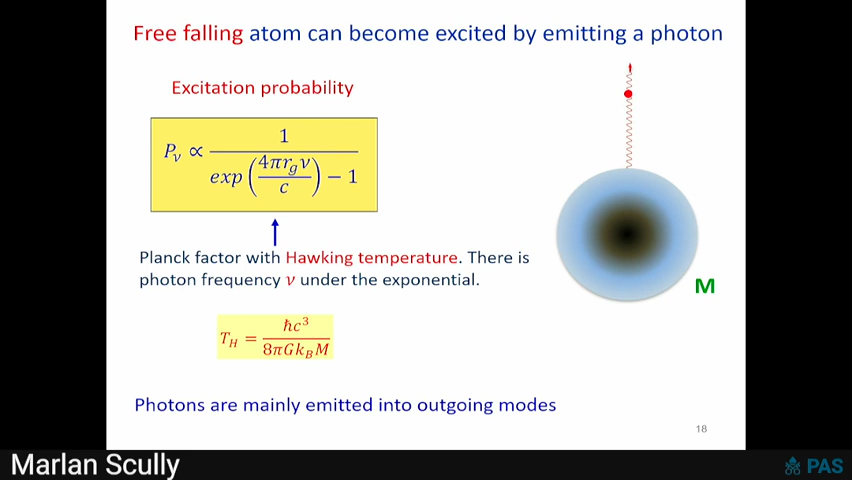 Free falling atom can become excited by emitting a photon
Excitation probability
P_ν ∝ 1 / (exp(4πr_gν / c) − 1)
Planck factor with Hawking temperature. There is
photon frequency ν under the exponential.
T_H = ħc³ / (8πGk_BM)
M
Photons are mainly emitted into outgoing modes
18
Marlan Scully
PAS